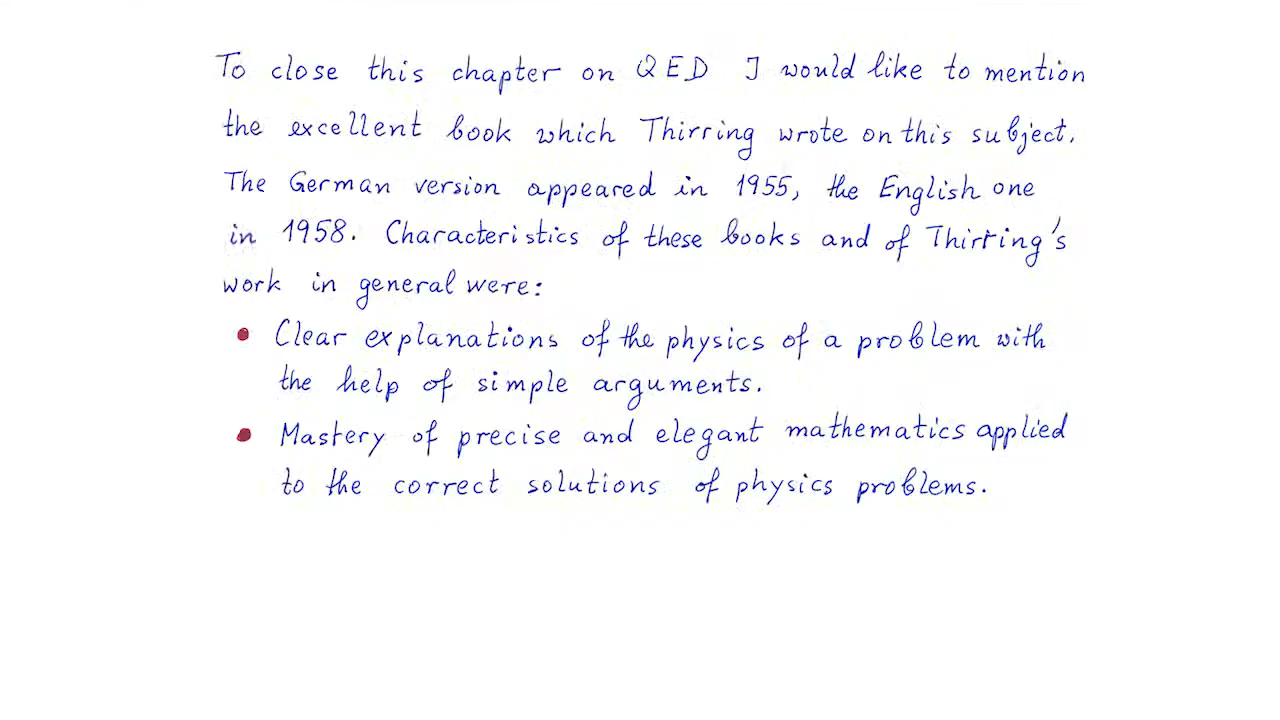 To close this chapter on QED I would like to mention
the excellent book which Thirring wrote on this subject.
The German version appeared in 1955, the English one
in 1958. Characteristics of these books and of Thirring's
work in general were:
• Clear explanations of the physics of a problem with
the help of simple arguments.
• Mastery of precise and elegant mathematics applied
to the correct solutions of physics problems.